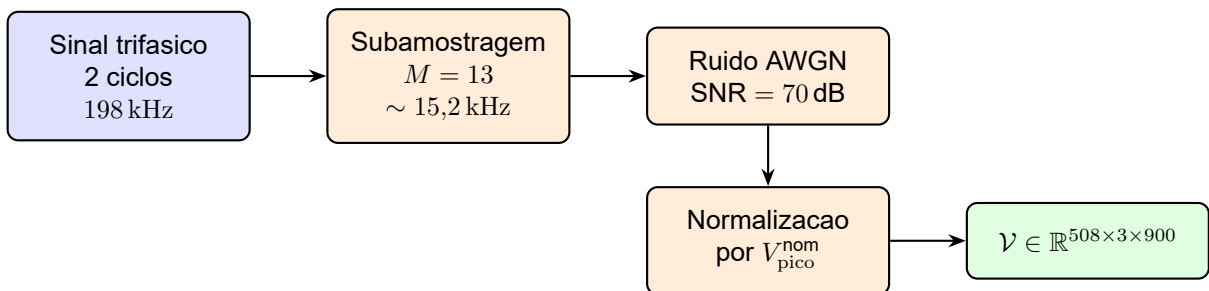 Sinal trifasico
2 ciclos
198 kHz
Subamostragem
M = 13
∼ 15,2 kHz
Ruido AWGN
SNR = 70 dB
Normalizacao
por V_pico^nom
𝒱 ∈ ℝ^508×3×900